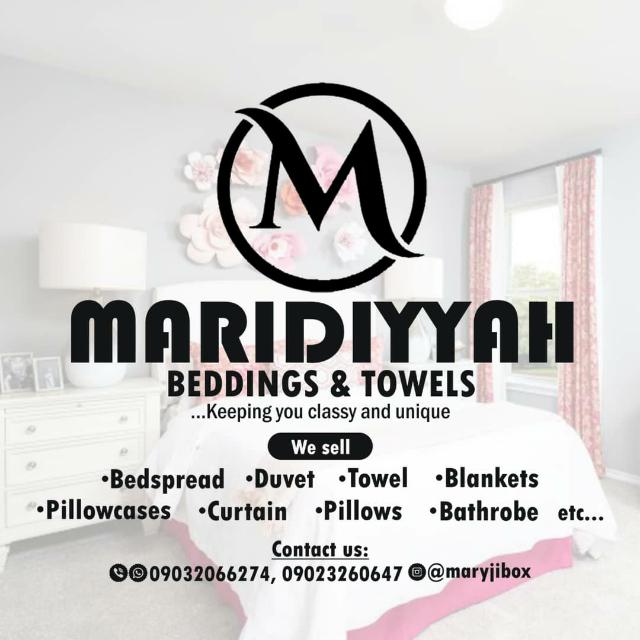 M
MARIDIYYAH
BEDDINGS & TOWELS
...Keeping you classy and unique
We sell
•Bedspread •Duvet •Towel •Blankets
•Pillowcases •Curtain •Pillows •Bathrobe etc...
Contact us:
09032066274, 09023260647 @maryjibox